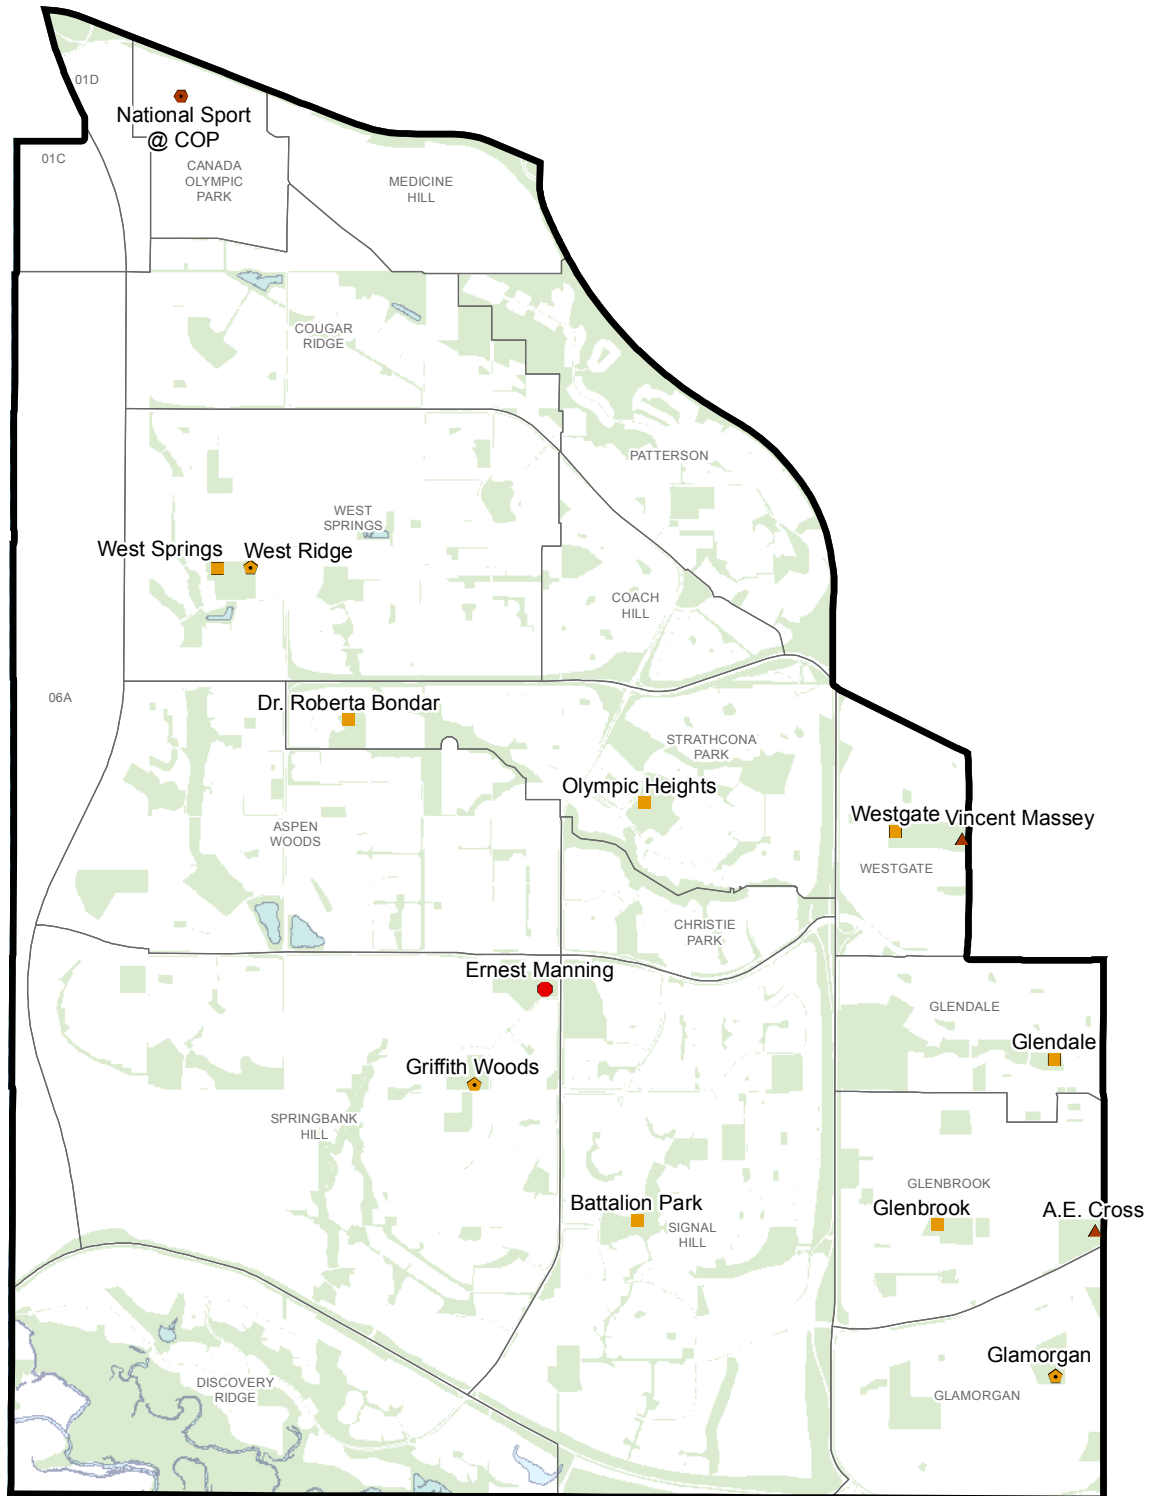 01D
National Sport
@ COP
01C
CANADA
OLYMPIC
PARK
MEDICINE
HILL
COUGAR
RIDGE
PATTERSON
WEST
SPRINGS
West Springs
West Ridge
COACH
HILL
06A
Dr. Roberta Bondar
STRATHCONA
PARK
Olympic Heights
Westgate
Vincent Massey
ASPEN
WOODS
WESTGATE
CHRISTIE
PARK
Ernest Manning
GLENDALE
Glendale
Griffith Woods
SPRINGBANK
HILL
GLENBROOK
Battalion Park
Glenbrook
A.E. Cross
SIGNAL
HILL
Glamorgan
DISCOVERY
RIDGE
GLAMORGAN